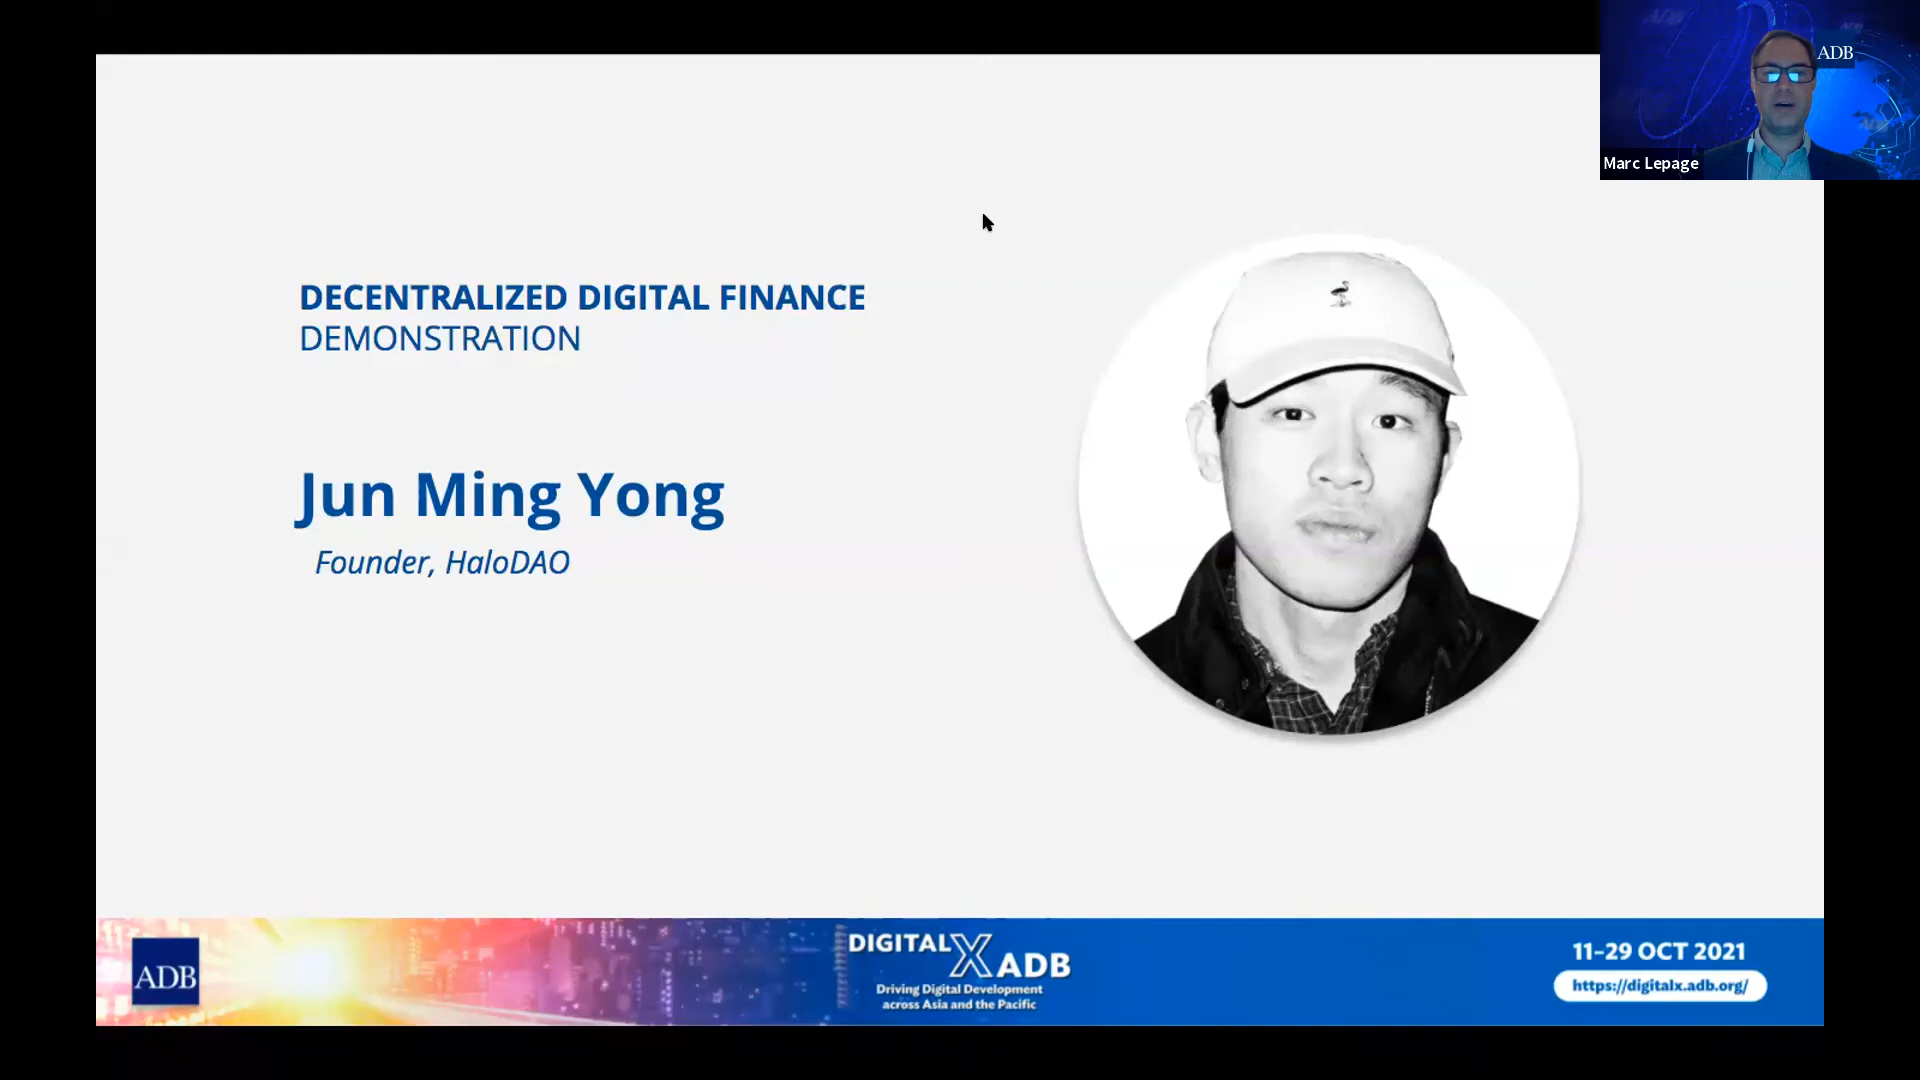 ADB
Marc Lepage
DECENTRALIZED DIGITAL FINANCE
DEMONSTRATION
Jun Ming Yong
Founder, HaloDAO
ADB
DIGITAL X ADB
Driving Digital Development
across Asia and the Pacific
11-29 OCT 2021
https://digitalx.adb.org/